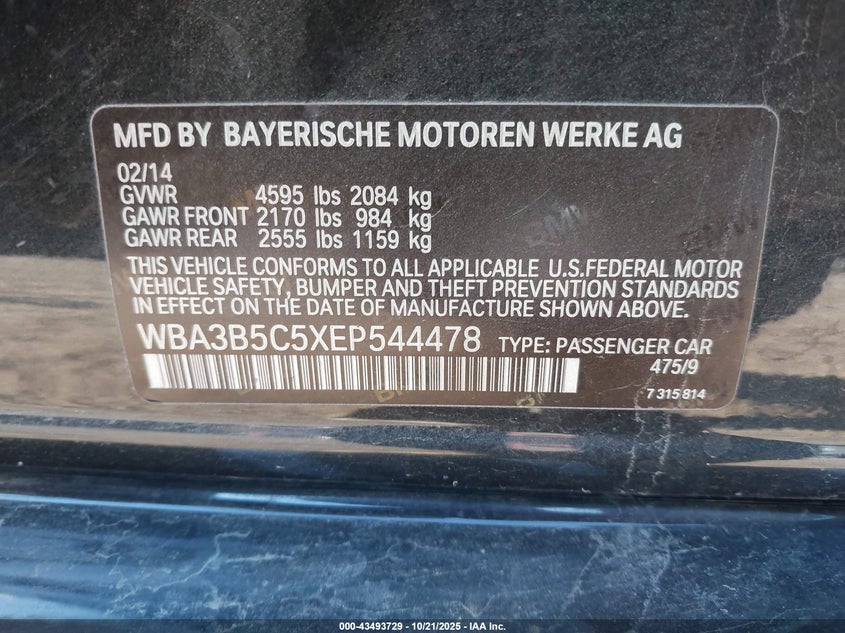 MFD BY BAYERISCHE MOTOREN WERKE AG
02/14
GVWR 4595 lbs 2084 kg
GAWR FRONT 2170 lbs 984 kg
GAWR REAR 2555 lbs 1159 kg
THIS VEHICLE CONFORMS TO ALL APPLICABLE U.S.FEDERAL MOTOR
VEHICLE SAFETY, BUMPER AND THEFT PREVENTION STANDARDS
IN EFFECT ON THE DATE OF MANUFACTURE SHOWN ABOVE.
WBA3B5C5XEP544478 TYPE: PASSENGER CAR
475/9
7 315 814
BMW
BMW
BMW
000-43493729 - 10/21/2025 - IAA Inc.